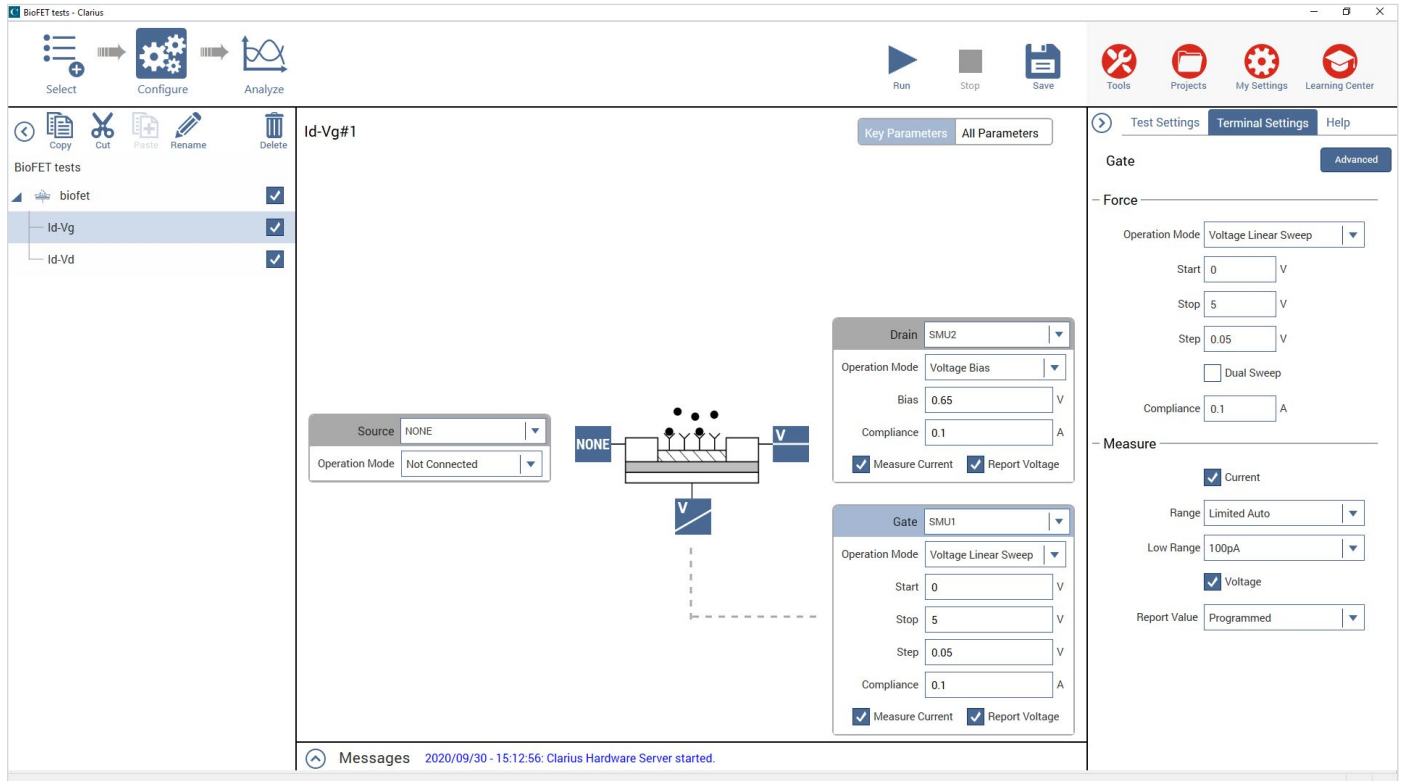 BioFET tests - Clarius
Select
Configure
Analyze
Run
Stop
Save
Tools
Projects
My Settings
Learning Center
Copy
Cut
Paste
Rename
Delete
BioFET tests
biofet
Id-Vg
Id-Vd
Id-Vg#1
Key Parameters All Parameters
Source NONE
Operation Mode Not Connected
NONE
V
V
Drain SMU2
Operation Mode Voltage Bias
Bias 0.65 V
Compliance 0.1 A
Measure Current Report Voltage
Gate SMU1
Operation Mode Voltage Linear Sweep
Start 0 V
Stop 5 V
Step 0.05 V
Compliance 0.1 A
Measure Current Report Voltage
Messages 2020/09/30 - 15:12:56: Clarius Hardware Server started.
Test Settings Terminal Settings Help
Gate Advanced
Force
Operation Mode Voltage Linear Sweep
Start 0 V
Stop 5 V
Step 0.05 V
Dual Sweep
Compliance 0.1 A
Measure
Current
Range Limited Auto
Low Range 100pA
Voltage
Report Value Programmed